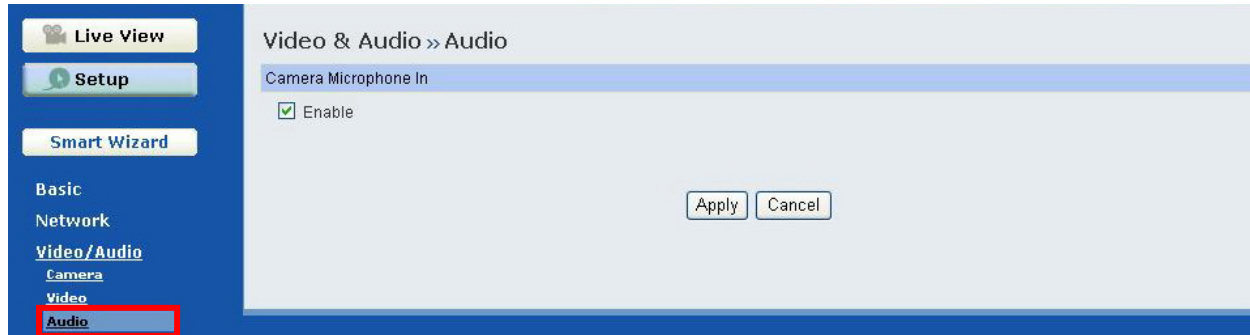 Live View
Setup
Smart Wizard
Basic
Network
Video/Audio
Camera
Video
Audio
Video & Audio » Audio
Camera Microphone In
Enable
Apply Cancel